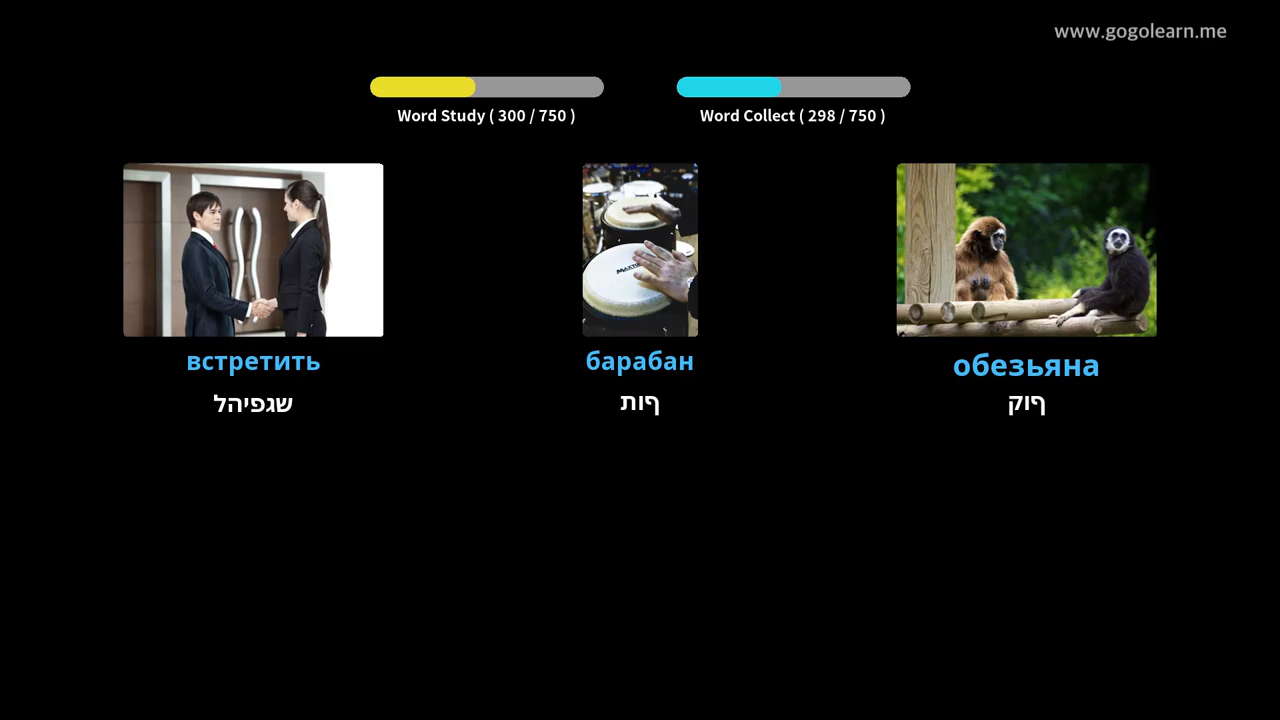 www.gogolearn.me
Word Study ( 300 / 750 )
Word Collect ( 298 / 750 )
встретить
שגפיהל
барабан
ףות
обезьяна
ףוק